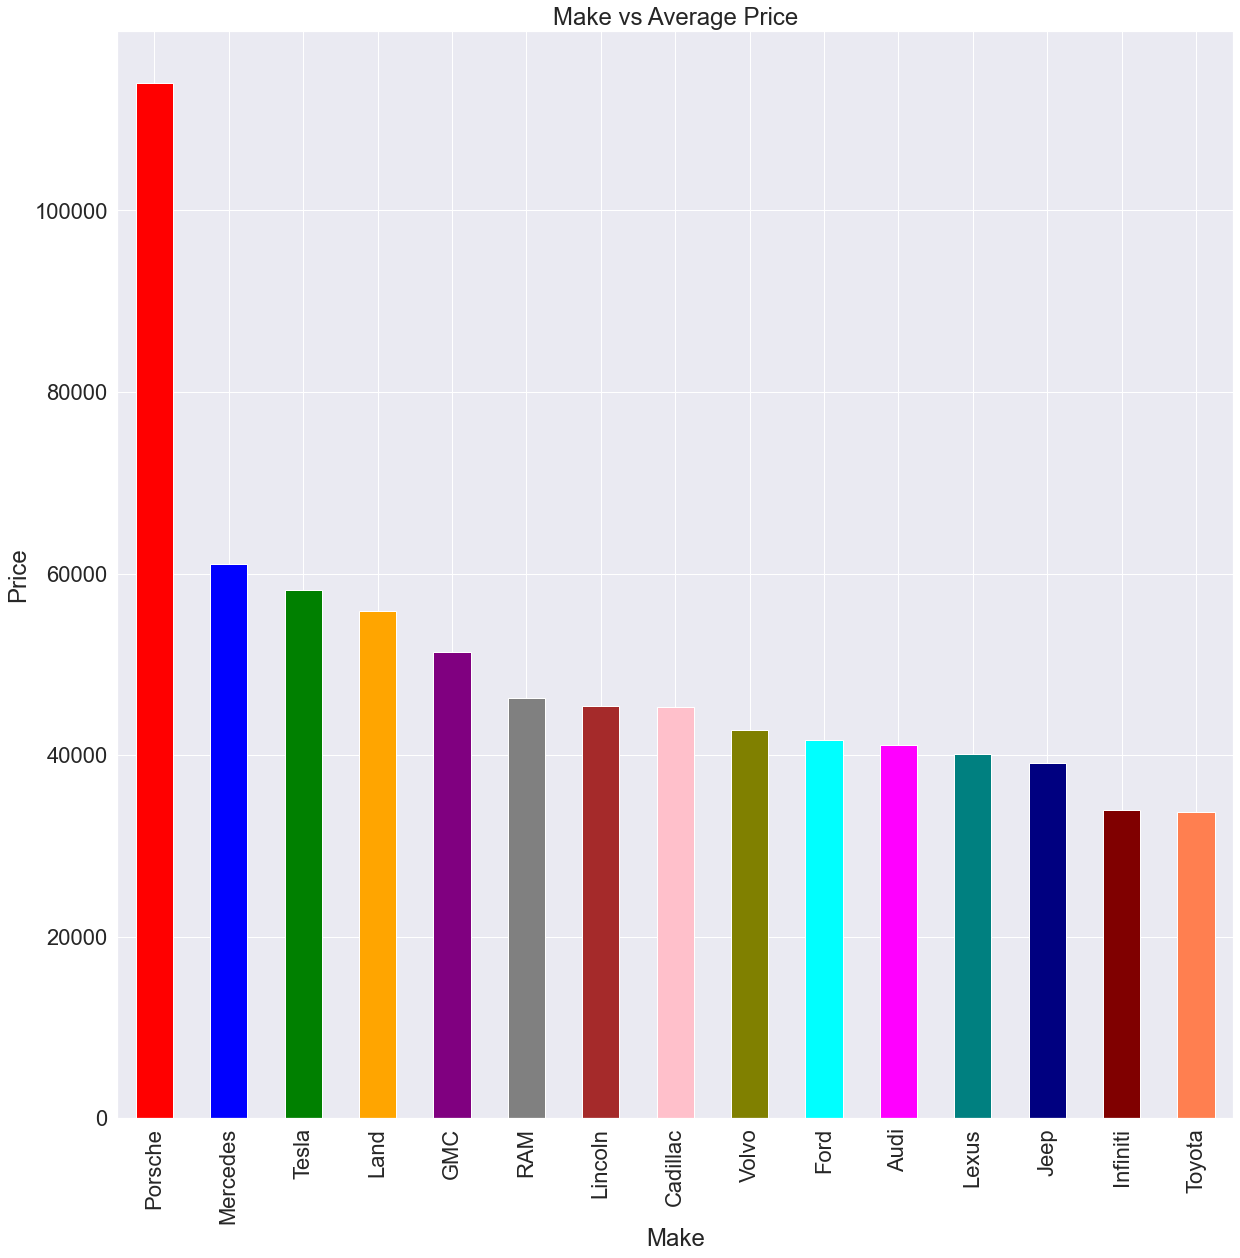 Make vs Average Price
Price
100000
80000
60000
40000
20000
0
Porsche
Mercedes
Tesla
Land
GMC
RAM
Lincoln
Cadillac
Volvo
Ford
Audi
Lexus
Jeep
Infiniti
Toyota
Make